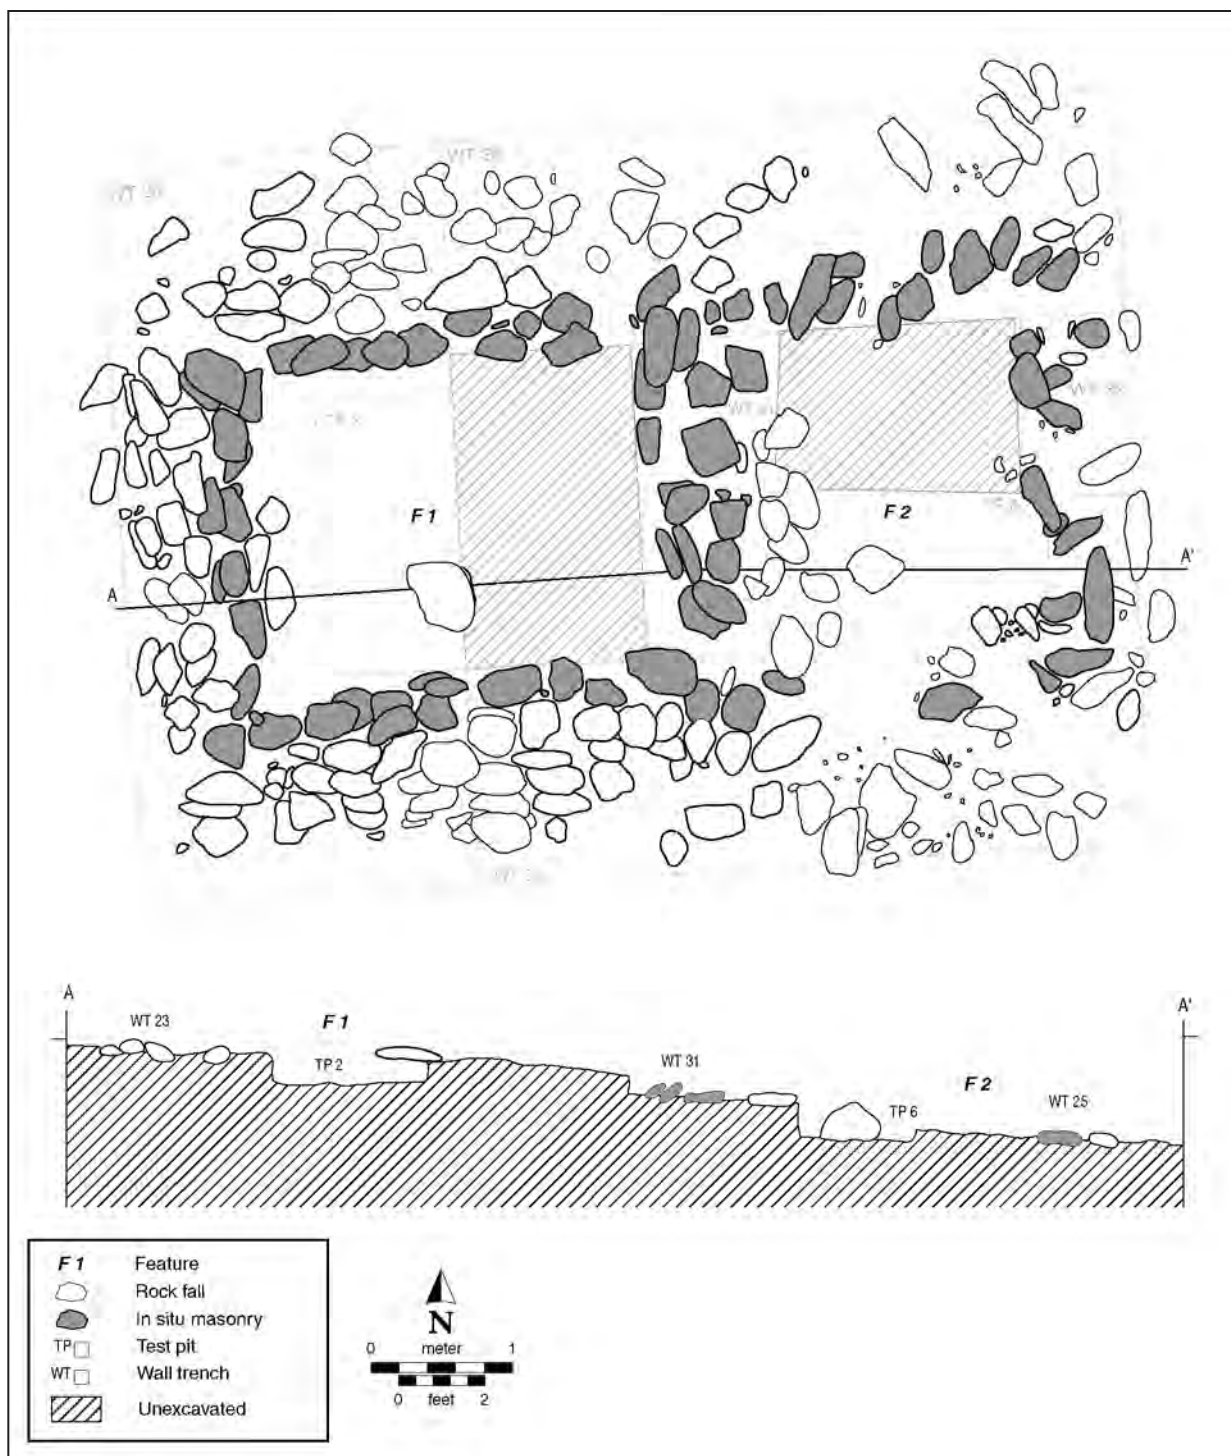 F 1
F 2
A
A'
A
A'
WT 23
F 1
TP 2
WT 31
F 2
TP 6
WT 25
F 1 Feature
Rock fall
In situ masonry
TP Test pit
WT Wall trench
Unexcavated
N
0 meter 1
0 feet 2